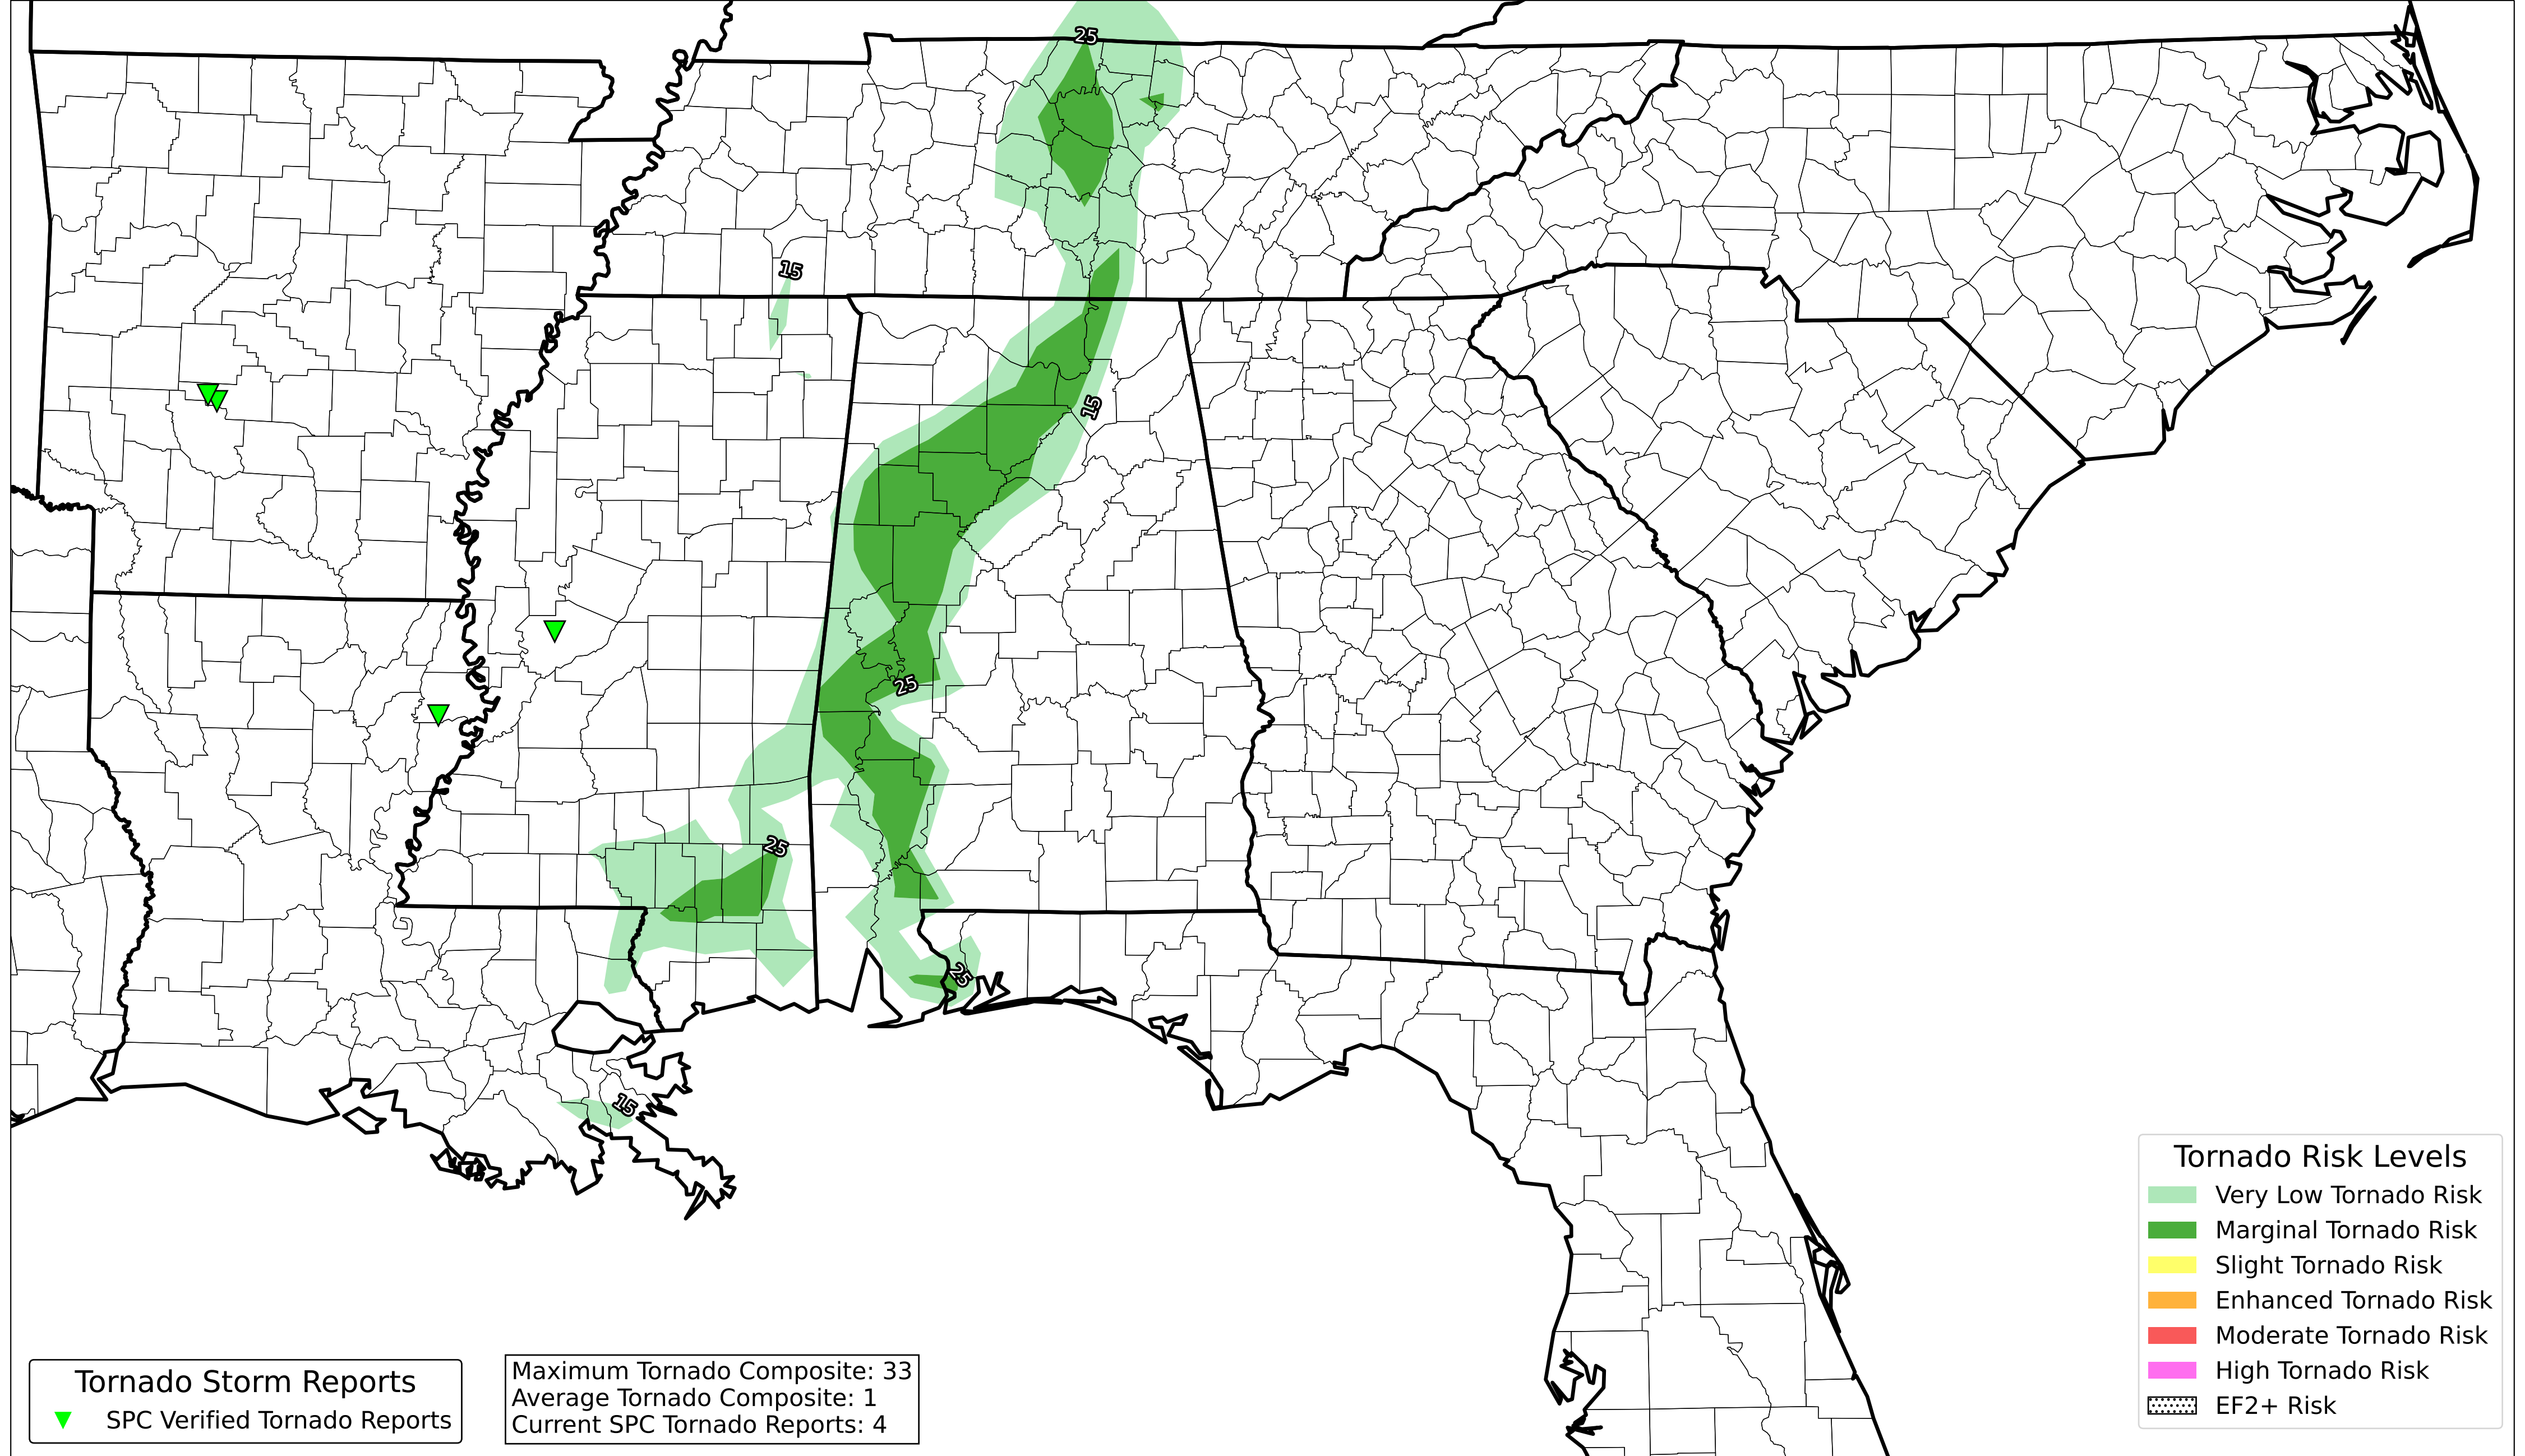 25
15
15
25
25
25
15
Tornado Risk Levels
Very Low Tornado Risk
Marginal Tornado Risk
Slight Tornado Risk
Enhanced Tornado Risk
Moderate Tornado Risk
High Tornado Risk
EF2+ Risk
Tornado Storm Reports
SPC Verified Tornado Reports
Maximum Tornado Composite: 33
Average Tornado Composite: 1
Current SPC Tornado Reports: 4